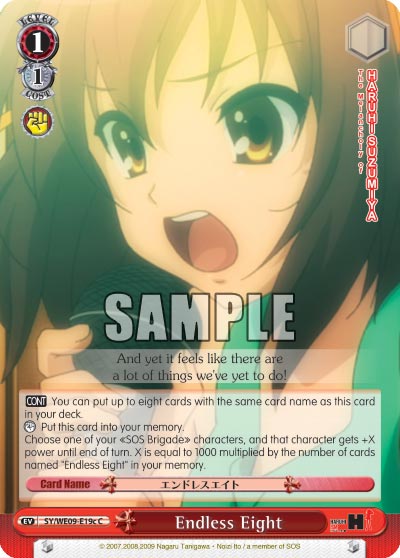 LEVEL
1
1
COST
The Melancholy of
HARUHI SUZUMIYA
SAMPLE
And yet it feels like there are
a lot of things we've yet to do!
CONT You can put up to eight cards with the same card name as this card
in your deck.
Put this card into your memory.
Choose one of your «SOS Brigade» characters, and that character gets +X
power until end of turn. X is equal to 1000 multiplied by the number of cards
named "Endless Eight" in your memory.
Card Name エンドレスエイト
EV SY/WE09-E19c C Endless Eight
HARUHI H
© 2007,2008,2009 Nagaru Tanigawa • Noizi Ito / a member of SOS